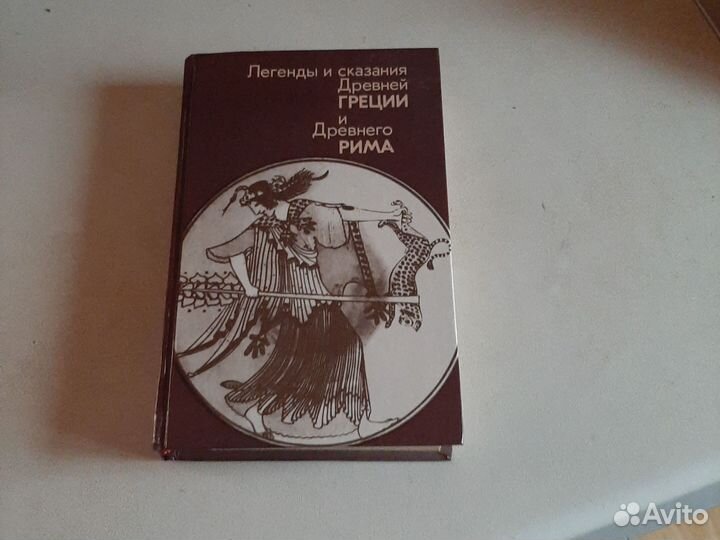 Легенды и сказания
Древней
ГРЕЦИИ
и
Древнего
РИМА
Avito